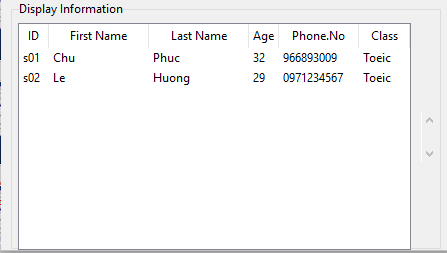 Display Information
ID First Name Last Name Age Phone.No Class
s01 Chu Phuc 32 966893009 Toeic
s02 Le Huong 29 0971234567 Toeic